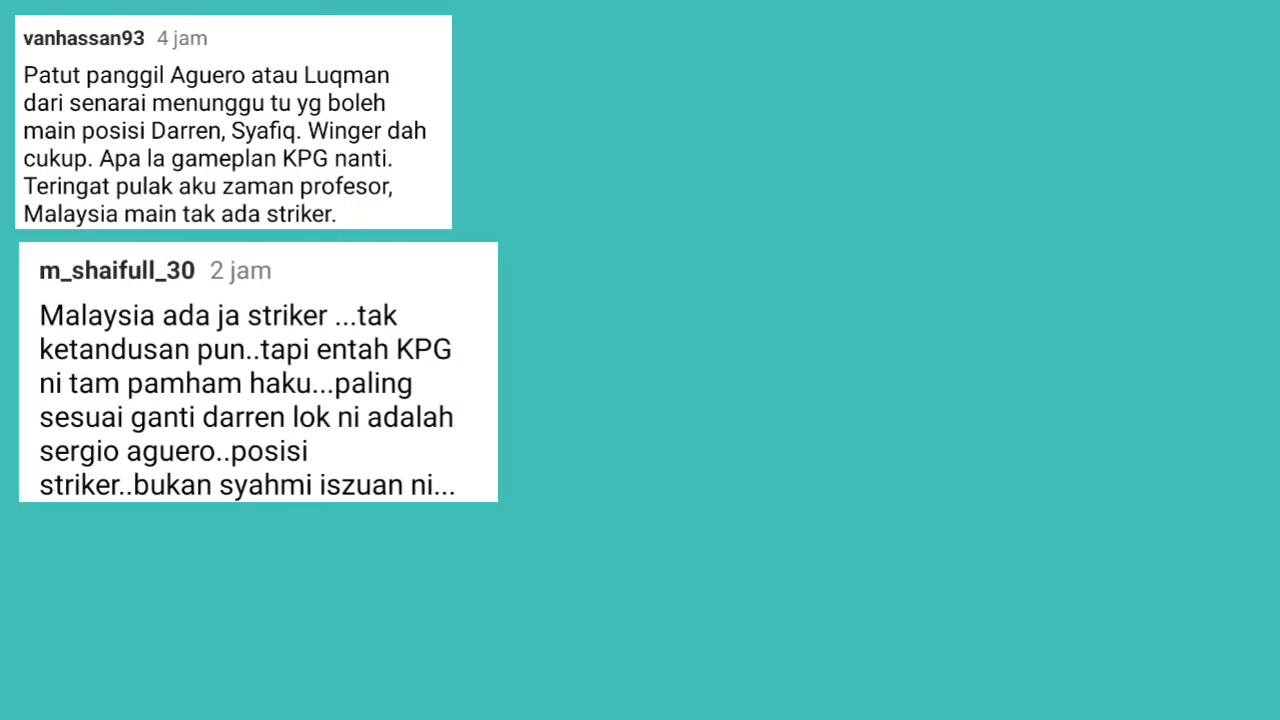 vanhassan93 4 jam
Patut panggil Aguero atau Luqman
dari senarai menunggu tu yg boleh
main posisi Darren, Syafiq. Winger dah
cukup. Apa la gameplan KPG nanti.
Teringat pulak aku zaman profesor,
Malaysia main tak ada striker.
m_shaifull_30 2 jam
Malaysia ada ja striker ...tak
ketandusan pun..tapi entah KPG
ni tam pamham haku...paling
sesuai ganti darren lok ni adalah
sergio aguero..posisi
striker..bukan syahmi iszuan ni...